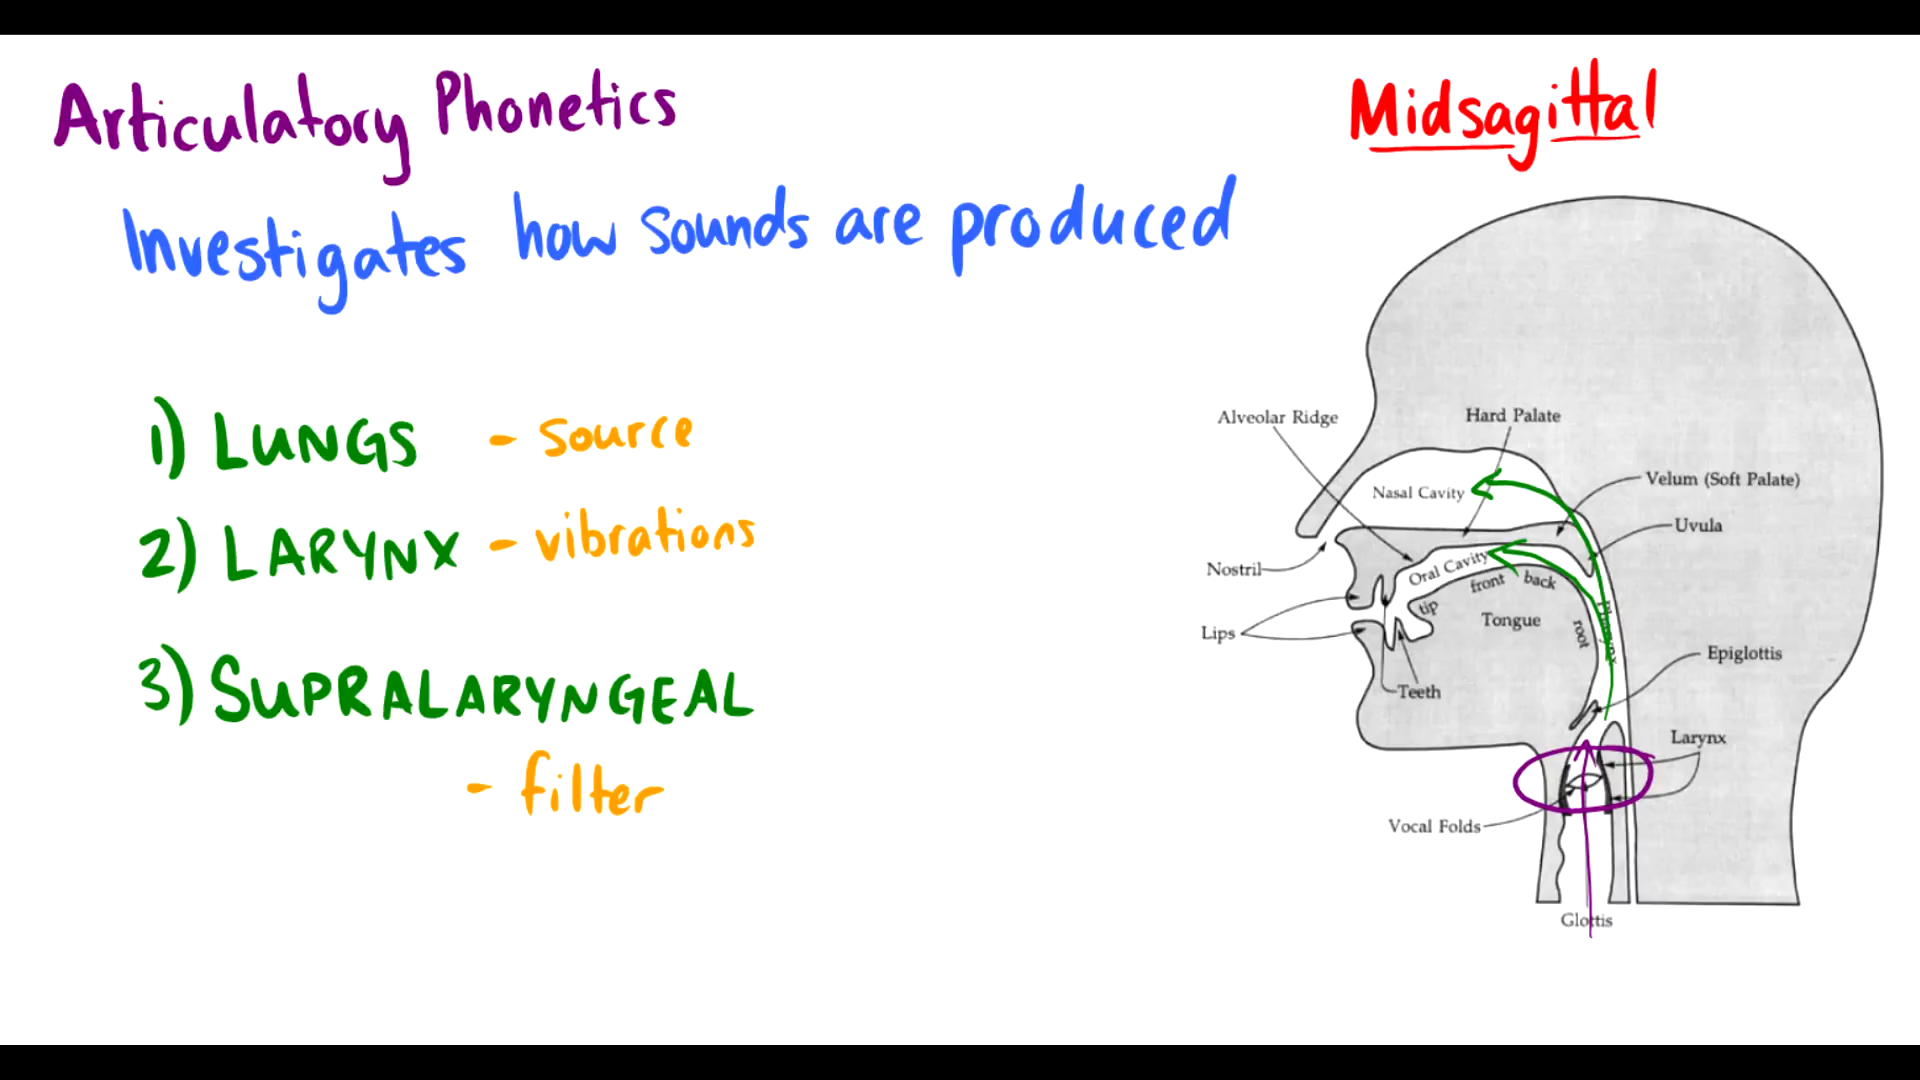 Articulatory Phonetics
Investigates how sounds are produced
1) LUNGS - source
2) LARYNX - vibrations
3) SUPRALARYNGEAL
- filter
Midsagittal
Alveolar Ridge
Hard Palate
Nasal Cavity
Velum (Soft Palate)
Uvula
Nostril
Oral Cavity
front
back
tip
Tongue
root
Pharynx
Lips
Epiglottis
Teeth
Larynx
Vocal Folds
Glottis